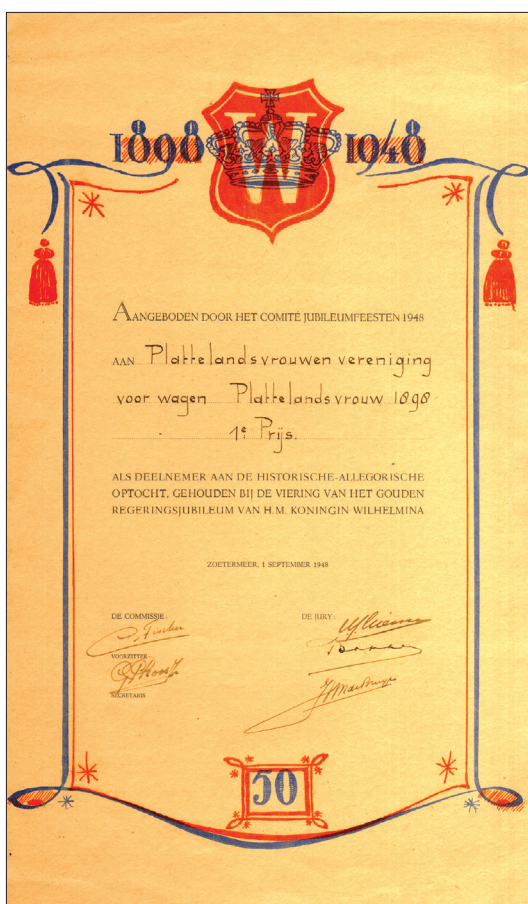 1898 W 1948
AANGEBODEN DOOR HET COMITÉ JUBILEUMFEESTEN 1948
AAN Plattelandsvrouwen vereniging
voor wagen Plattelandsvrouw 1898
1e Prijs.
ALS DEELNEMER AAN DE HISTORISCHE-ALLEGORISCHE
OPTOCHT, GEHOUDEN BIJ DE VIERING VAN HET GOUDEN
REGERINGSJUBILEUM VAN H.M. KONINGIN WILHELMINA
ZOETERMEER, 1 SEPTEMBER 1948
DE COMMISSIE: DE JURY:
VOORZITTER
SECRETARIS
50